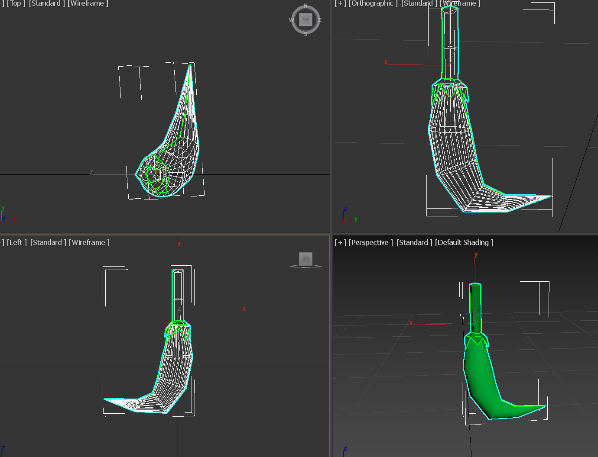 ] [Top ] [Standard ] [Wireframe ]
[+] [Orthographic ] [Standard ] [Wireframe ]
] [Left ] [Standard ] [Wireframe ]
[+] [Perspective ] [Standard ] [Default Shading ]